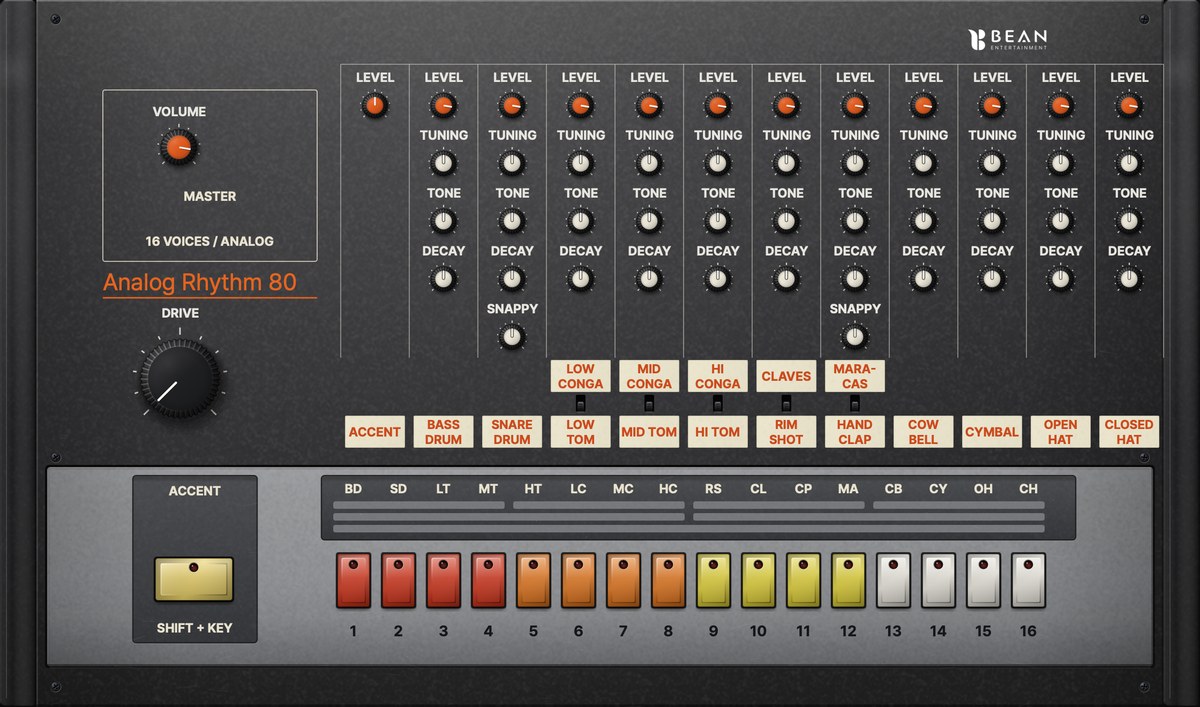 BEAN
ENTERTAINMENT
LEVEL LEVEL LEVEL LEVEL LEVEL LEVEL LEVEL LEVEL LEVEL LEVEL LEVEL LEVEL
VOLUME
TUNING TUNING TUNING TUNING TUNING TUNING TUNING TUNING TUNING TUNING TUNING
MASTER
TONE TONE TONE TONE TONE TONE TONE TONE TONE TONE TONE
16 VOICES / ANALOG
DECAY DECAY DECAY DECAY DECAY DECAY DECAY DECAY DECAY DECAY DECAY
Analog Rhythm 80
DRIVE
SNAPPY SNAPPY
LOW
CONGA
MID
CONGA
HI
CONGA
CLAVES
MARA-
CAS
ACCENT
BASS
DRUM
SNARE
DRUM
LOW
TOM
MID TOM
HI TOM
RIM
SHOT
HAND
CLAP
COW
BELL
CYMBAL
OPEN
HAT
CLOSED
HAT
ACCENT
SHIFT + KEY
BD SD LT MT HT LC MC HC RS CL CP MA CB CY OH CH
1 2 3 4 5 6 7 8 9 10 11 12 13 14 15 16